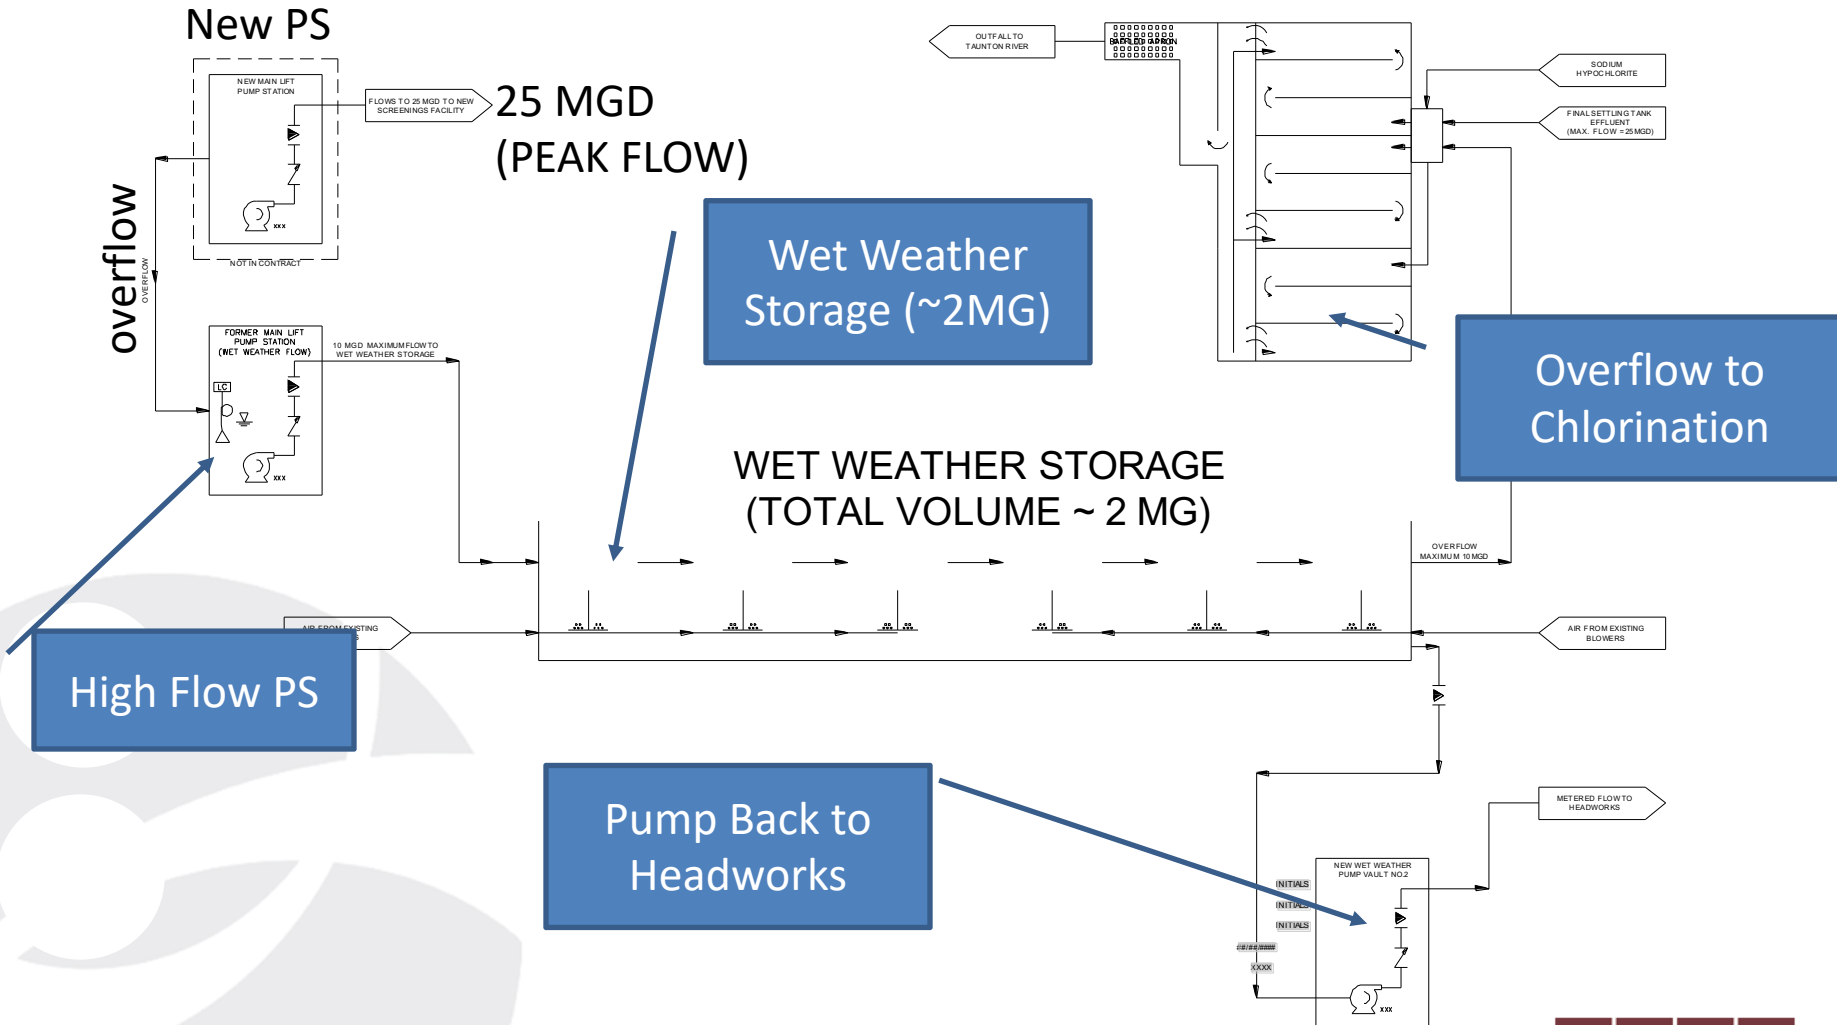 New PS
NEW MAIN LIFT
PUMP STATION
FLOWS TO 25 MGD TO NEW
SCREENINGS FACILITY
25 MGD
(PEAK FLOW)
NOT IN CONTRACT
xxx
overflow
OVERFLOW
FORMER MAIN LIFT
PUMP STATION
(WET WEATHER FLOW)
LC
xxx
10 MGD MAXIMUM FLOW TO
WET WEATHER STORAGE
High Flow PS
AIR FROM EXISTING
Wet Weather
Storage (~2MG)
WET WEATHER STORAGE
(TOTAL VOLUME ~ 2 MG)
OUTFALL TO
TAUNTON RIVER
BAFFLED APRON
SODIUM
HYPOCHLORITE
FINAL SETTLING TANK
EFFLUENT
(MAX. FLOW = 25MGD)
Overflow to
Chlorination
OVERFLOW
MAXIMUM 10 MGD
AIR FROM EXISTING
BLOWERS
Pump Back to
Headworks
METERED FLOW TO
HEADWORKS
NEW WET WEATHER
PUMP VAULT NO.2
INITIALS
INITIALS
INITIALS
##/##/####
XXXX
xxx